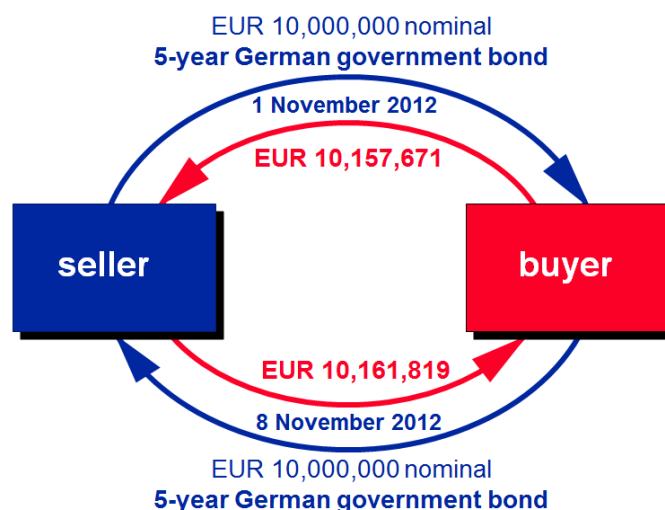 EUR 10,000,000 nominal
5-year German government bond
1 November 2012
EUR 10,157,671
seller
buyer
EUR 10,161,819
8 November 2012
EUR 10,000,000 nominal
5-year German government bond